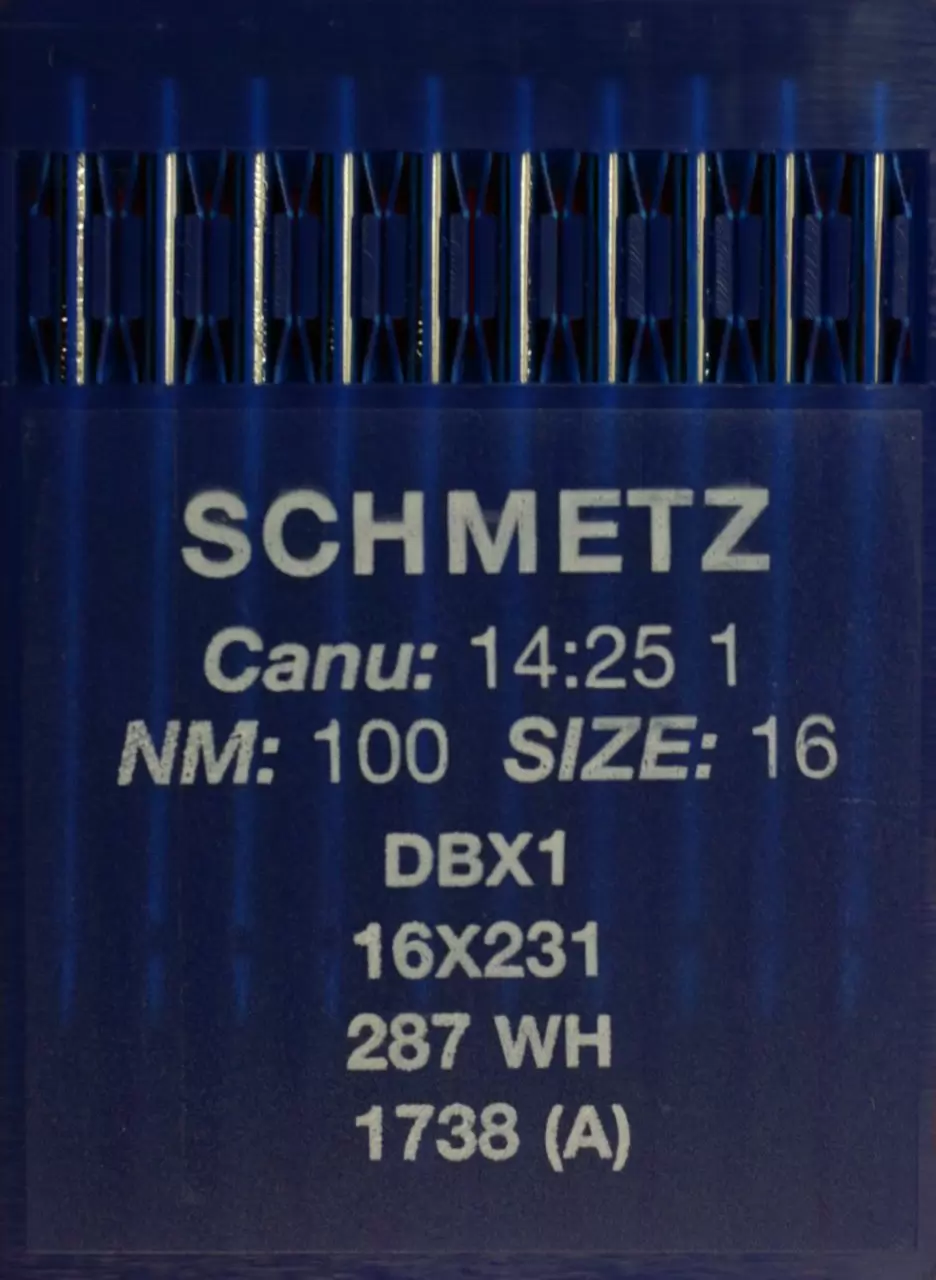 SCHMETZ
Canu: 14:25 1
NM: 100 SIZE: 16
DBX1
16X231
287 WH
1738 (A)